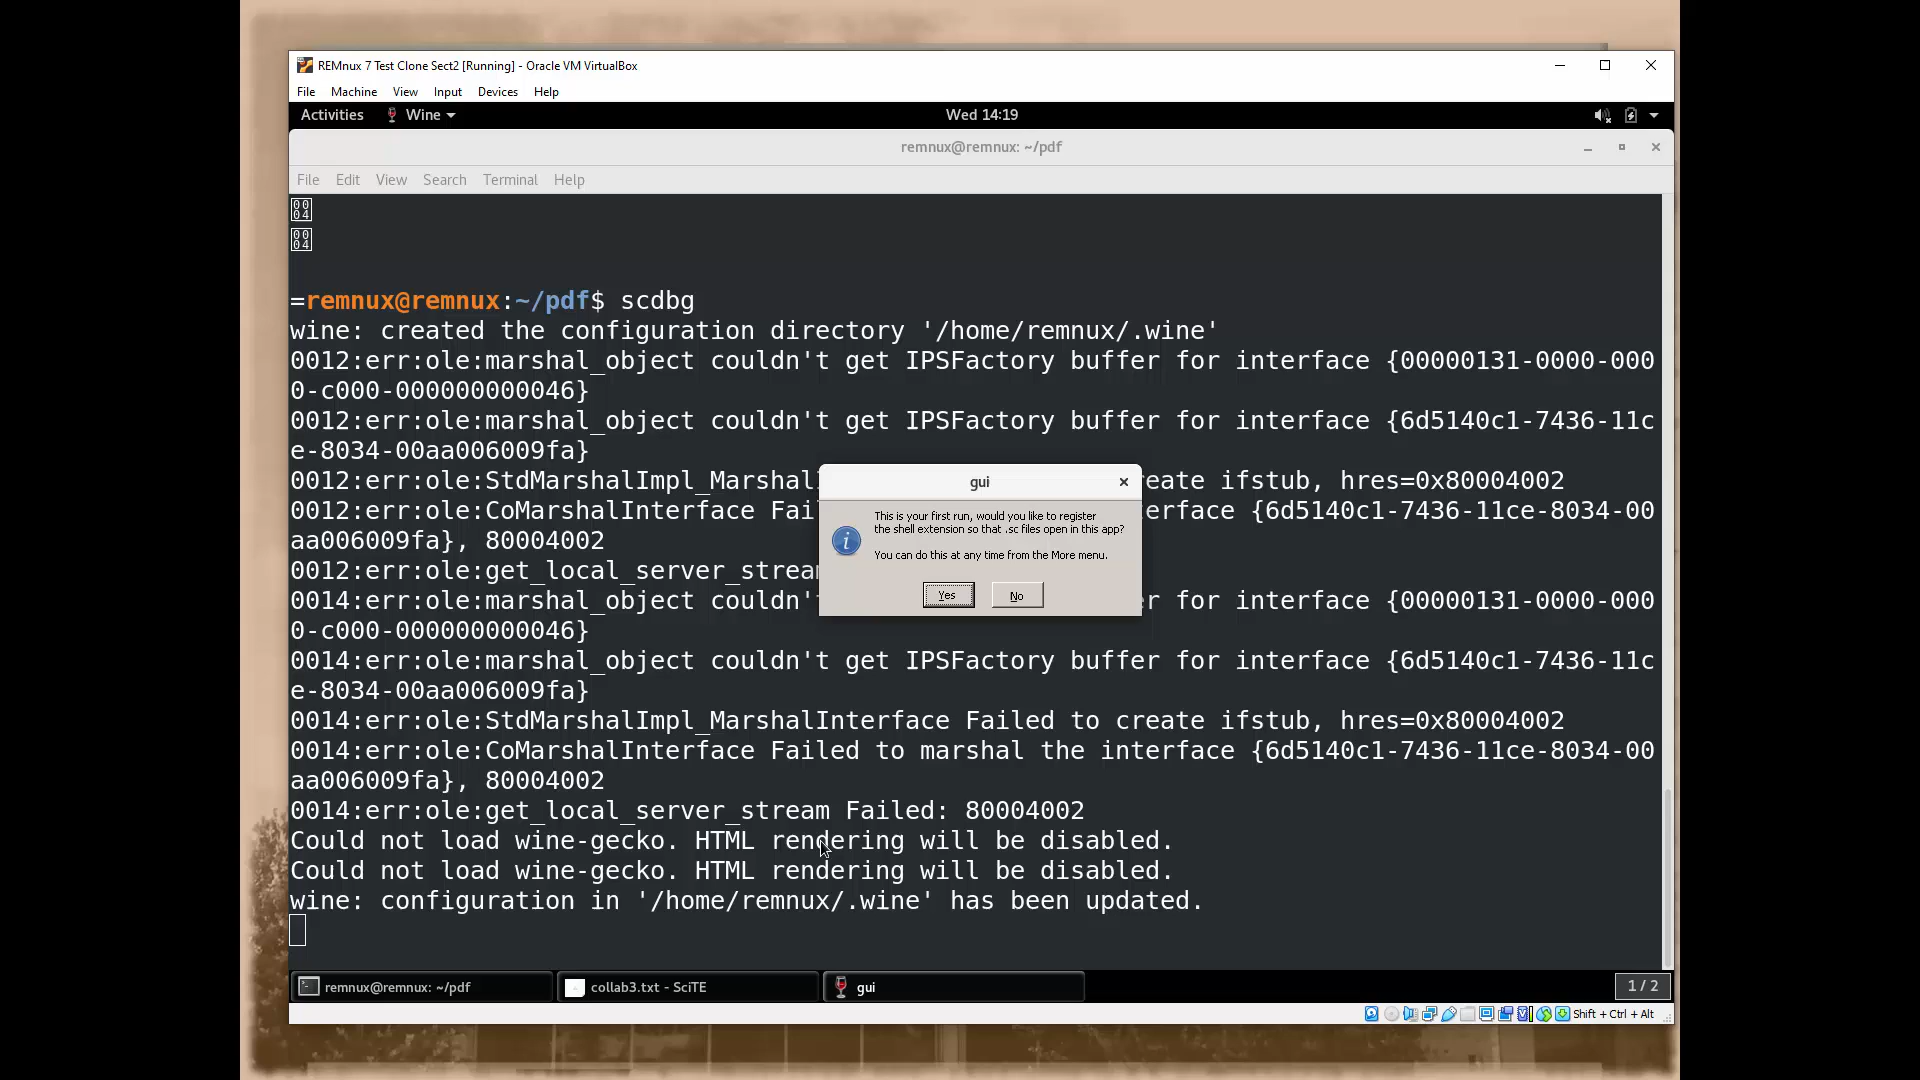 REMnux 7 Test Clone Sect2 [Running] - Oracle VM VirtualBox
File Machine View Input Devices Help
Activities Wine Wed 14:19
remnux@remnux: ~/pdf
File Edit View Search Terminal Help
0004
0004
=remnux@remnux:~/pdf$ scdbg
wine: created the configuration directory '/home/remnux/.wine'
0012:err:ole:marshal_object couldn't get IPSFactory buffer for interface {00000131-0000-000
0-c000-000000000046}
0012:err:ole:marshal_object couldn't get IPSFactory buffer for interface {6d5140c1-7436-11c
e-8034-00aa006009fa}
0012:err:ole:StdMarshalImpl_Marshal eate ifstub, hres=0x80004002
0012:err:ole:CoMarshalInterface Fai erface {6d5140c1-7436-11ce-8034-00
aa006009fa}, 80004002
0012:err:ole:get_local_server_stream
0014:err:ole:marshal_object couldn' r for interface {00000131-0000-000
0-c000-000000000046}
0014:err:ole:marshal_object couldn't get IPSFactory buffer for interface {6d5140c1-7436-11c
e-8034-00aa006009fa}
0014:err:ole:StdMarshalImpl_MarshalInterface Failed to create ifstub, hres=0x80004002
0014:err:ole:CoMarshalInterface Failed to marshal the interface {6d5140c1-7436-11ce-8034-00
aa006009fa}, 80004002
0014:err:ole:get_local_server_stream Failed: 80004002
Could not load wine-gecko. HTML rendering will be disabled.
Could not load wine-gecko. HTML rendering will be disabled.
wine: configuration in '/home/remnux/.wine' has been updated.
gui
This is your first run, would you like to register
the shell extension so that .sc files open in this app?
You can do this at any time from the More menu.
Yes No
remnux@remnux: ~/pdf collab3.txt - SciTE gui 1 / 2
Shift + Ctrl + Alt